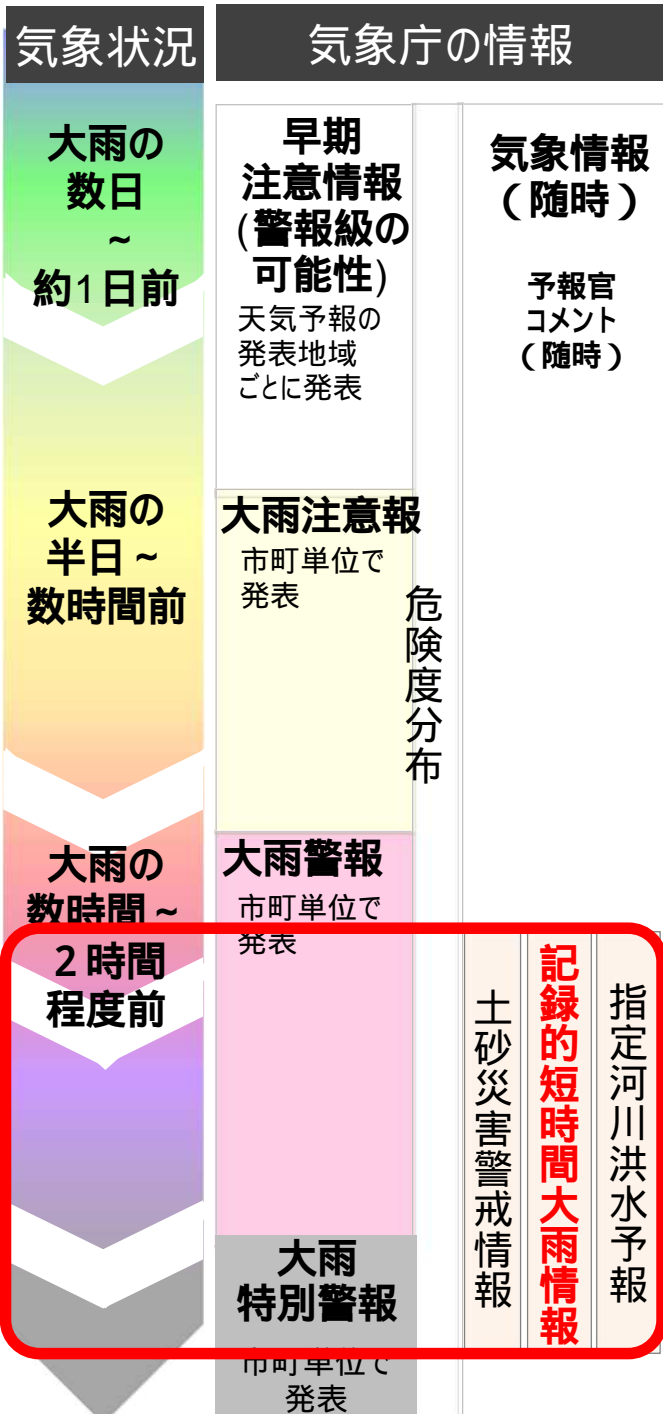 気象状況
気象庁の情報
大雨の
数日
~
約1日前
早期
注意情報
(警報級の
可能性)
天気予報の
発表地域
ごとに発表
気象情報
(随時)
予報官
コメント
(随時)
大雨の
半日~
数時間前
大雨注意報
市町単位で
発表
危険度分布
大雨の
数時間~
2時間
程度前
大雨警報
市町単位で
発表
土砂災害警戒情報
記録的短時間大雨情報
指定河川洪水予報
大雨
特別警報
市町単位で
発表